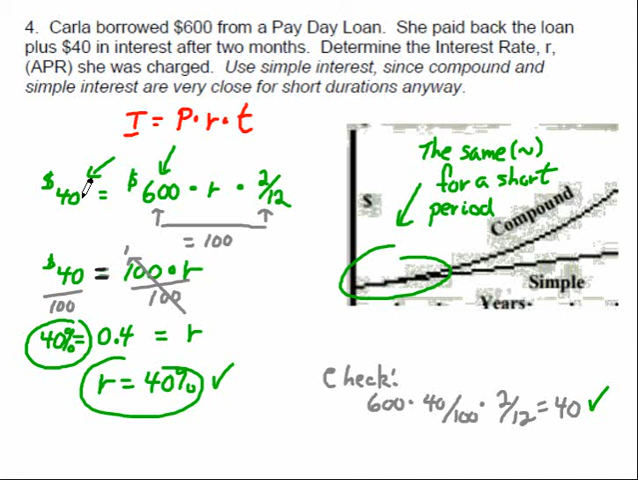 4. Carla borrowed $600 from a Pay Day Loan. She paid back the loan
plus $40 in interest after two months. Determine the Interest Rate, r,
(APR) she was charged. Use simple interest, since compound and
simple interest are very close for short durations anyway.
I = P·r·t
$40 = $600 · r · 2/12
= 100
$40 = 100 · r
100 100
1
40% = 0.4 = r
r = 40% ✓
The same (~)
for a short
period
$
Compound
Simple
Years
Check:
600 · 40/100 · 2/12 = 40 ✓